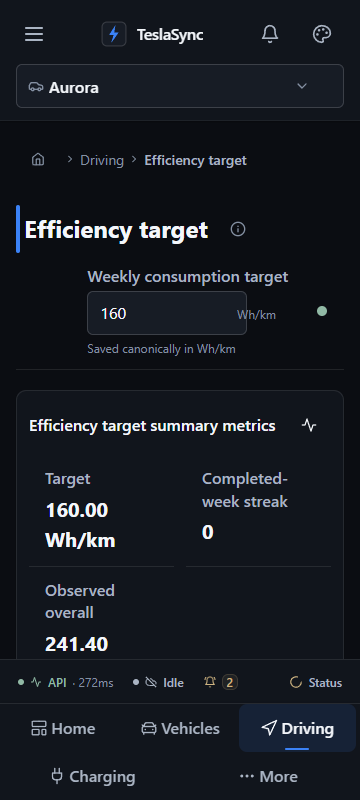 TeslaSync
Aurora
Driving
Efficiency target
Efficiency target
Weekly consumption target
160
Wh/km
Saved canonically in Wh/km
Efficiency target summary metrics
Target
160.00
Wh/km
Completed-
week streak
0
Observed
overall
241.40
API · 272ms
Idle
2
Status
Home
Vehicles
Driving
Charging
More